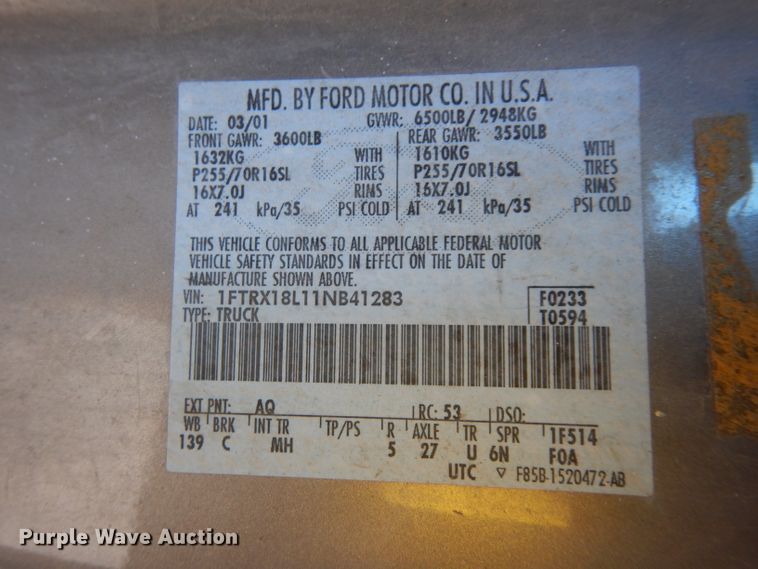 MFD. BY FORD MOTOR CO. IN U.S.A.
DATE: 03/01 GVWR: 6500LB/ 2948KG
FRONT GAWR: 3600LB REAR GAWR: 3550LB
1632KG WITH 1610KG WITH
P255/70R16SL TIRES P255/70R16SL TIRES
16X7.0J RIMS 16X7.0J RIMS
AT 241 kPa/35 PSI COLD AT 241 kPa/35 PSI COLD
THIS VEHICLE CONFORMS TO ALL APPLICABLE FEDERAL MOTOR
VEHICLE SAFETY STANDARDS IN EFFECT ON THE DATE OF
MANUFACTURE SHOWN ABOVE.
VIN: 1FTRX18L11NB41283 F0233
TYPE: TRUCK T0594
EXT PNT: AQ RC: 53 DSO:
WB BRK INT TR TP/PS R AXLE TR SPR 1F514
139 C MH 5 27 U 6N F0A
UTC ▽ F85B-1520472-AB
Purple Wave Auction